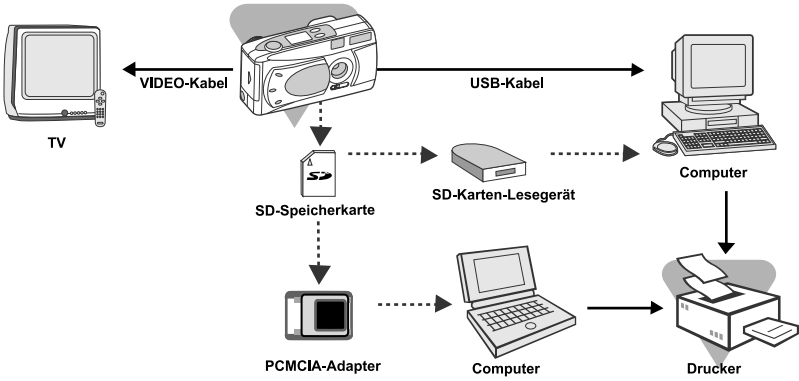 VIDEO-Kabel
USB-Kabel
TV
SD
SD-Speicherkarte
SD-Karten-Lesegerät
Computer
PCMCIA-Adapter
Computer
Drucker